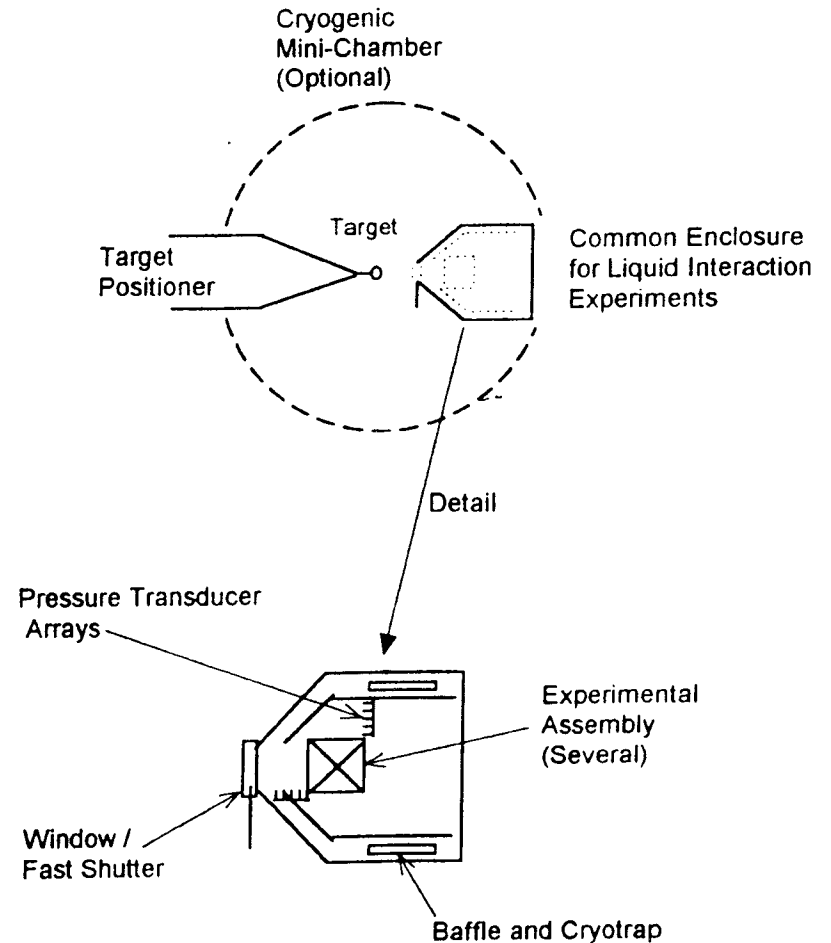 Cryogenic
Mini-Chamber
(Optional)
Target
Target
Positioner
Common Enclosure
for Liquid Interaction
Experiments
Detail
Pressure Transducer
Arrays
Experimental
Assembly
(Several)
Window /
Fast Shutter
Baffle and Cryotrap